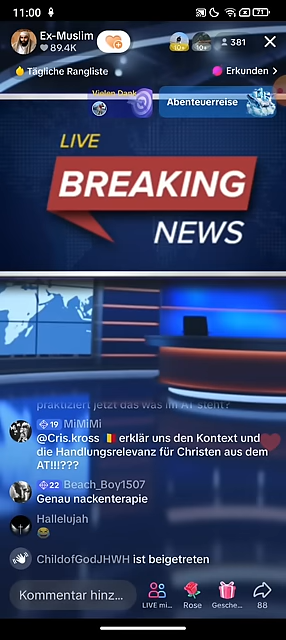 11:00
71
Ex-Muslim
89.4K
10+
10+
381
Tägliche Rangliste
Erkunden >
Vielen Dank
Abenteuerreise
LIVE
BREAKING
NEWS
praktiziert jetzt das was im AT steht?
19 MiMiMi
@Cris.kross 🇧🇪 erklär uns den Kontext und
die Handlungsrelevanz für Christen aus dem
AT!!!???
22 Beach_Boy1507
Genau nackenterapie
Hallelujah
😂
ChildofGodJHWH ist beigetreten
Kommentar hinz...
LIVE mi...
Rose
Gesche...
88